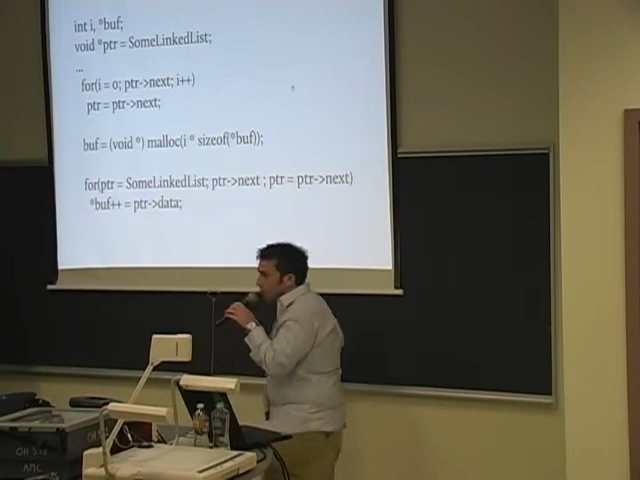 int i, *buf;
void *ptr = SomeLinkedList;
...
for(i = 0; ptr->next; i++)
ptr = ptr->next;
buf = (void *) malloc(i * sizeof(*buf));
for(ptr = SomeLinkedList; ptr->next ; ptr = ptr->next)
*buf++ = ptr->data;